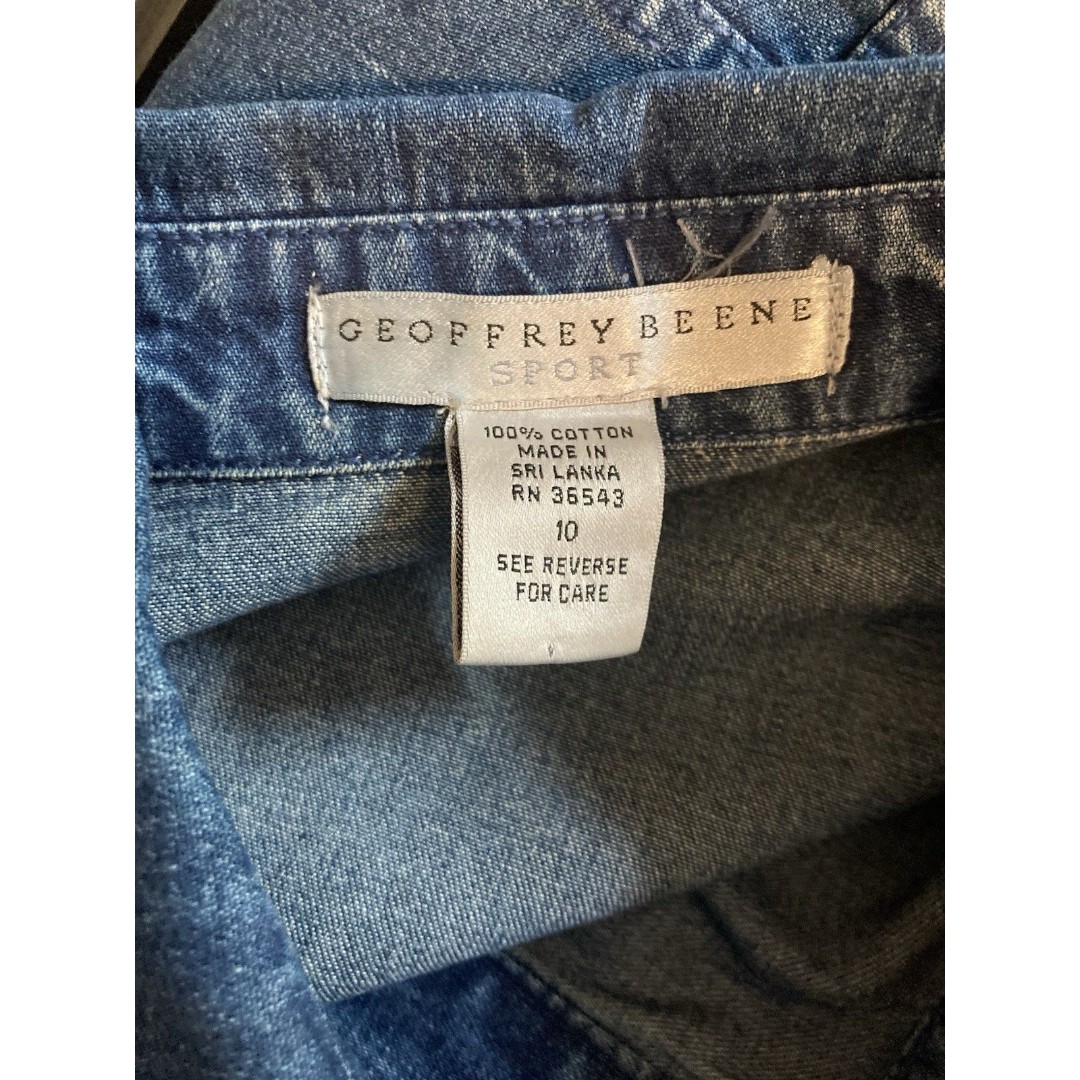 GEOFFREY BEENE
SPORT
100% COTTON
MADE IN
SRI LANKA
RN 36543
10
SEE REVERSE
FOR CARE